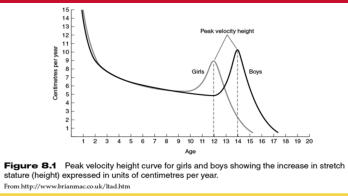 15
14
13
12
11
10
9
8
7
6
5
4
3
2
1
Centimetres per year
Peak velocity height
Girls
Boys
1 2 3 4 5 6 7 8 9 10 11 12 13 14 15 16 17 18 19 20
Age
Figure 8.1 Peak velocity height curve for girls and boys showing the increase in stretch
stature (height) expressed in units of centimetres per year.
From http://www.brianmac.co.uk/ltad.htm